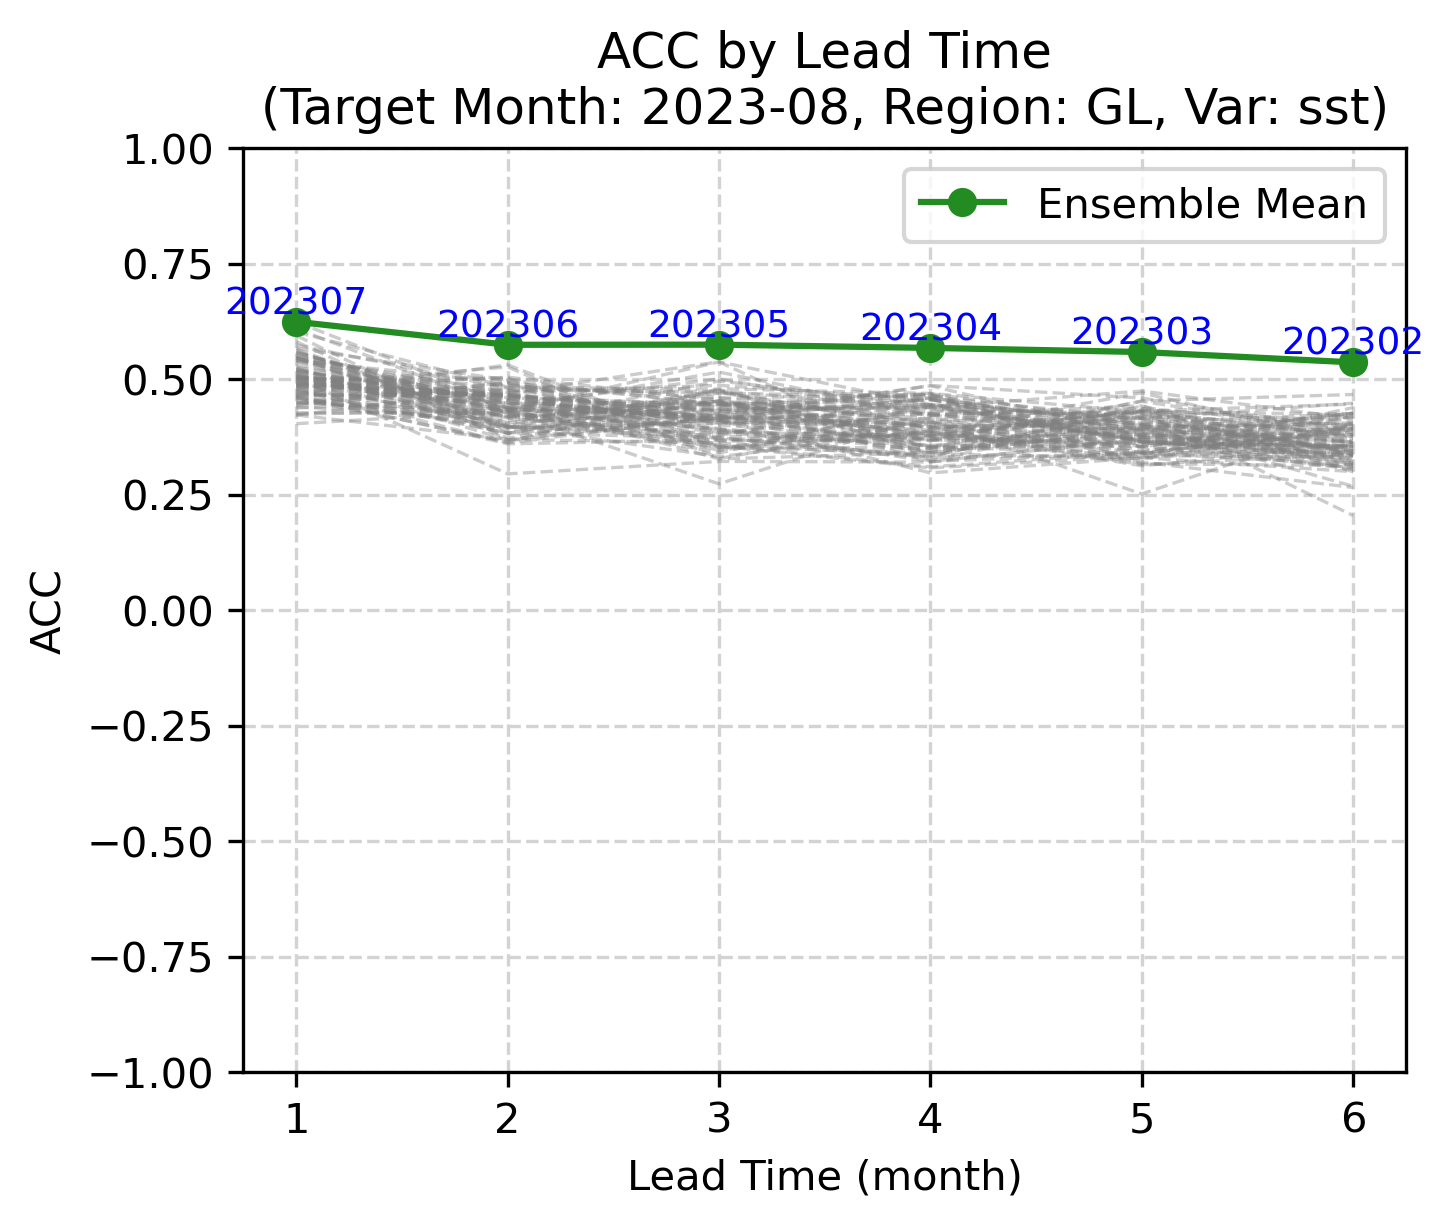 ACC by Lead Time
(Target Month: 2023-08, Region: GL, Var: sst)
1.00
0.75
0.50
0.25
0.00
−0.25
−0.50
−0.75
−1.00
ACC
Ensemble Mean
202307
202306
202305
202304
202303
202302
1 2 3 4 5 6
Lead Time (month)